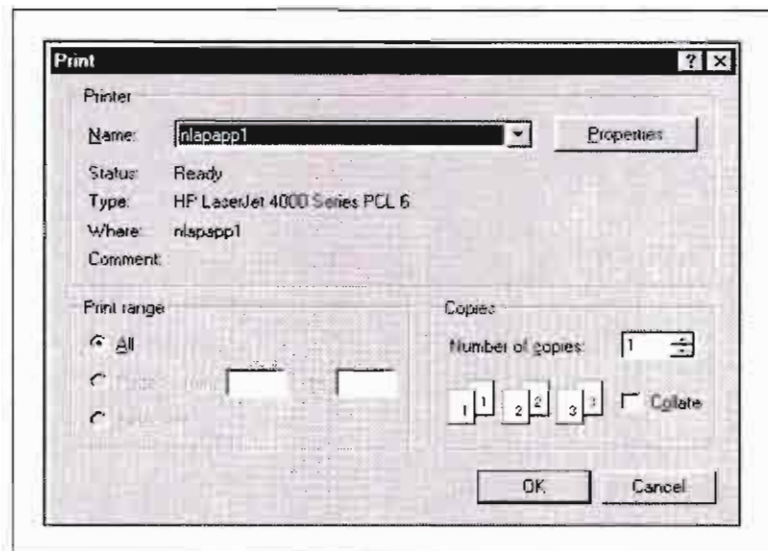 Print
Printer
Name: nlapapp1 Properties
Status: Ready
Type: HP LaserJet 4000 Series PCL 6
Where: nlapapp1
Comment:
Print range
All
Copies
Number of copies: 1
1 1 2 2 3 3 Collate
OK Cancel